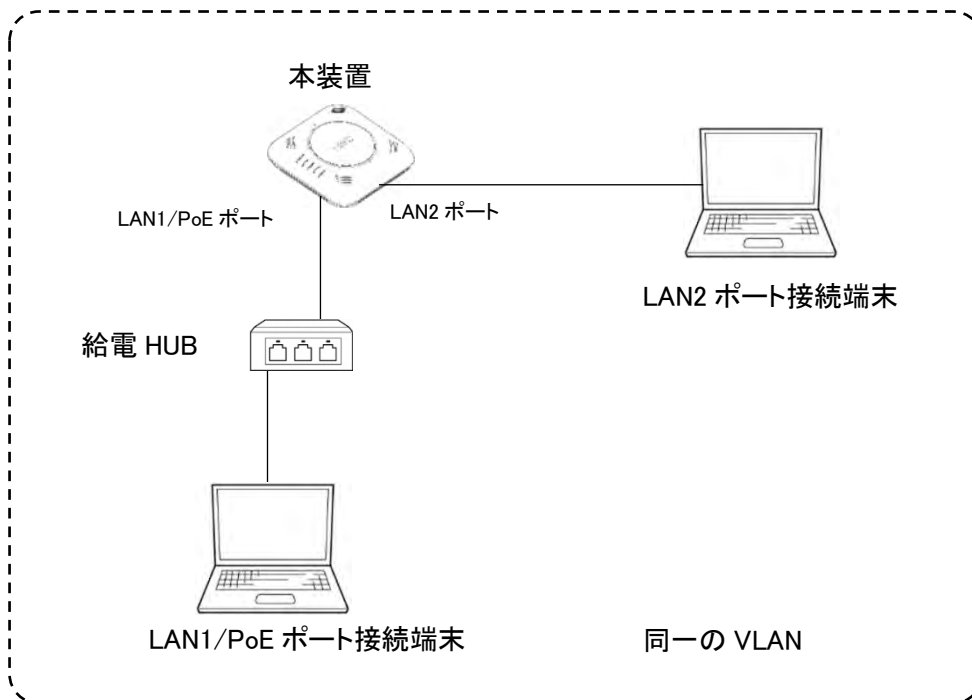 本装置
LAN1/PoE ポート
LAN2 ポート
LAN2 ポート接続端末
給電 HUB
LAN1/PoE ポート接続端末
同一の VLAN